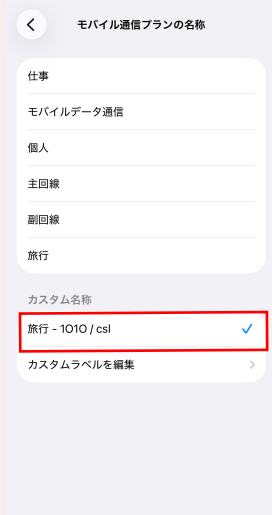 モバイル通信プランの名称
仕事
モバイルデータ通信
個人
主回線
副回線
旅行
カスタム名称
旅行 - 1O1O / csl
カスタムラベルを編集